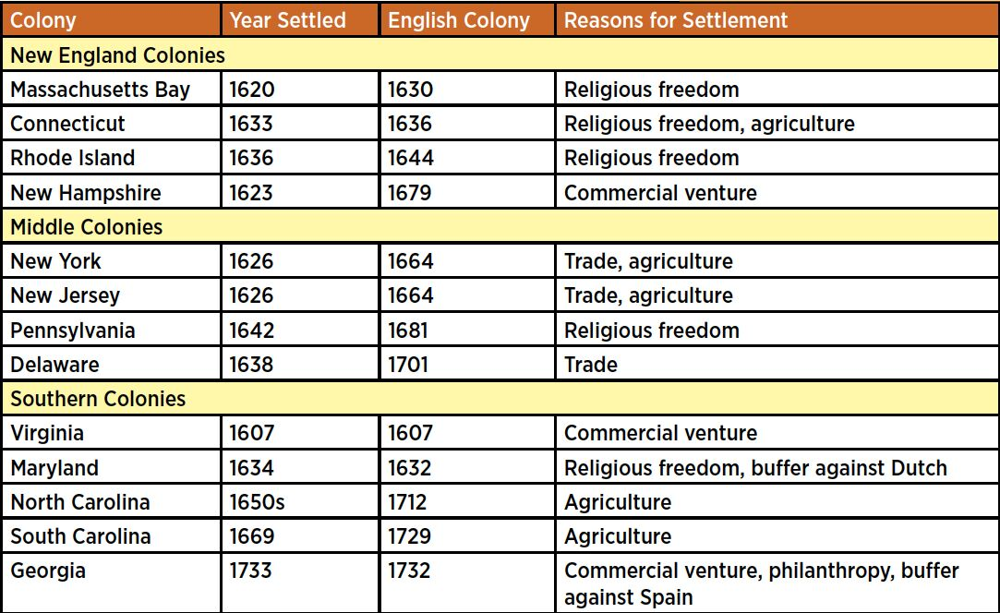 Colony Year Settled English Colony Reasons for Settlement
New England Colonies
Massachusetts Bay 1620 1630 Religious freedom
Connecticut 1633 1636 Religious freedom, agriculture
Rhode Island 1636 1644 Religious freedom
New Hampshire 1623 1679 Commercial venture
Middle Colonies
New York 1626 1664 Trade, agriculture
New Jersey 1626 1664 Trade, agriculture
Pennsylvania 1642 1681 Religious freedom
Delaware 1638 1701 Trade
Southern Colonies
Virginia 1607 1607 Commercial venture
Maryland 1634 1632 Religious freedom, buffer against Dutch
North Carolina 1650s 1712 Agriculture
South Carolina 1669 1729 Agriculture
Georgia 1733 1732 Commercial venture, philanthropy, buffer
against Spain